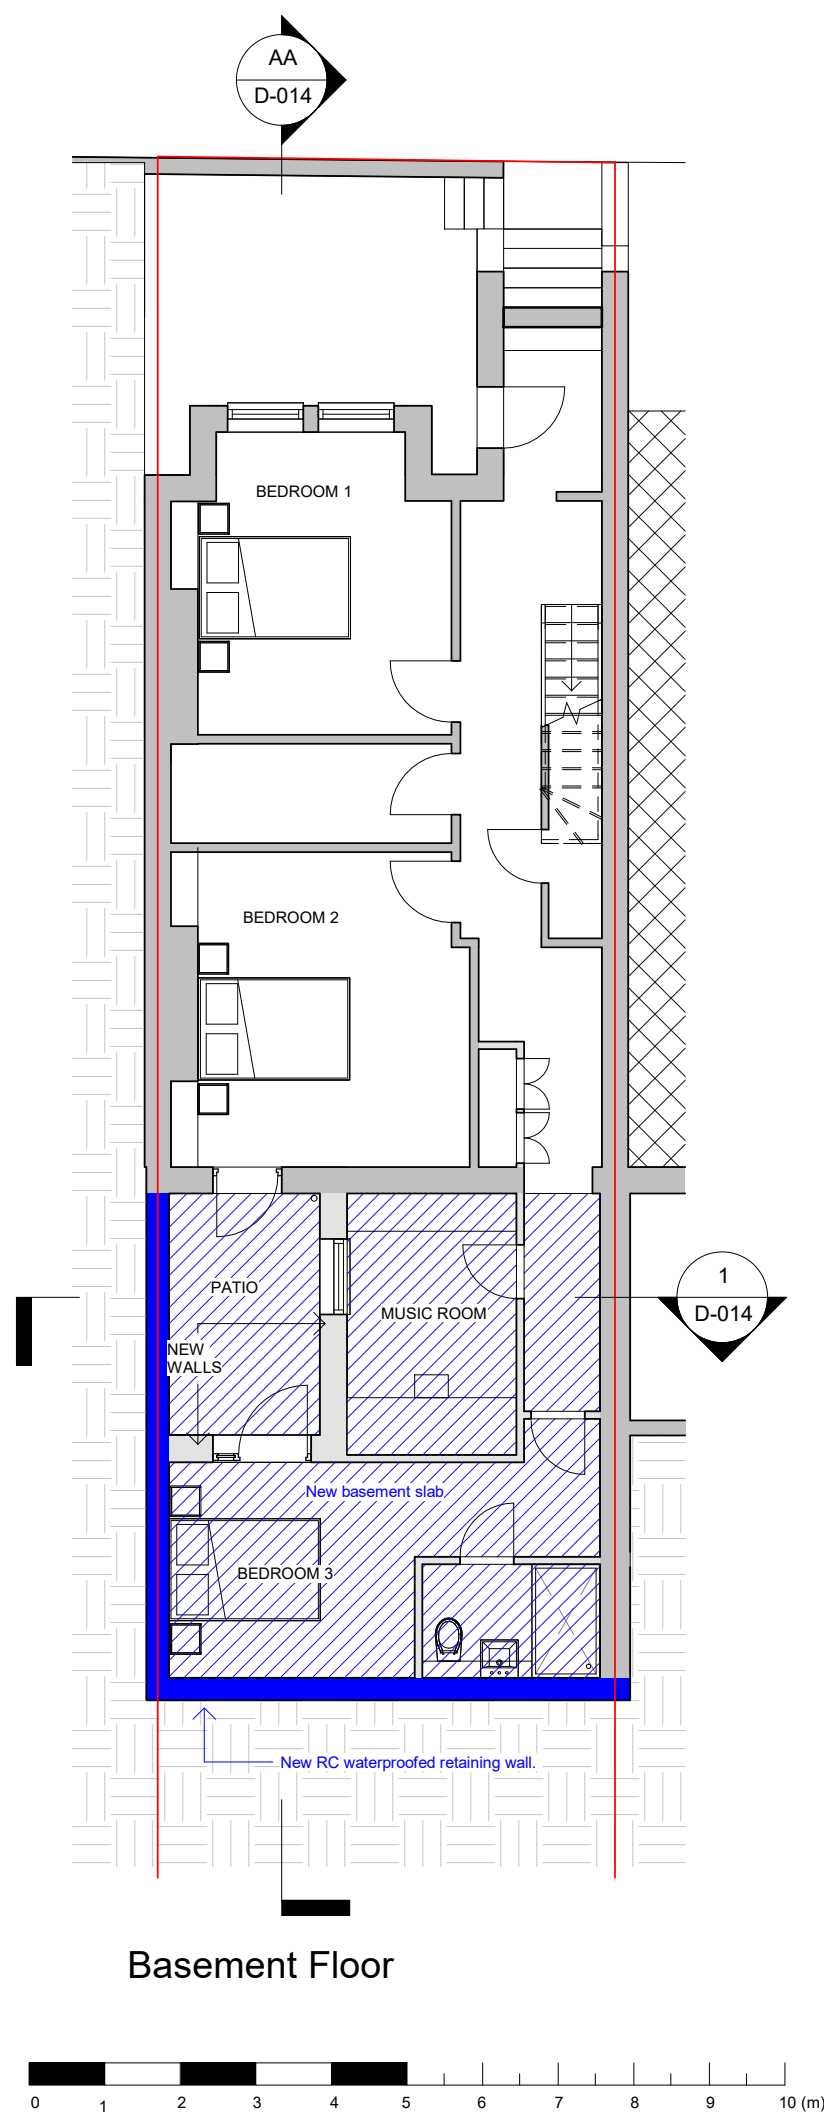 AA
D-014
BEDROOM 1
BEDROOM 2
PATIO
MUSIC ROOM
1
D-014
NEW
WALLS
New basement slab
BEDROOM 3
New RC waterproofed retaining wall.
Basement Floor
0 1 2 3 4 5 6 7 8 9 10 (m)